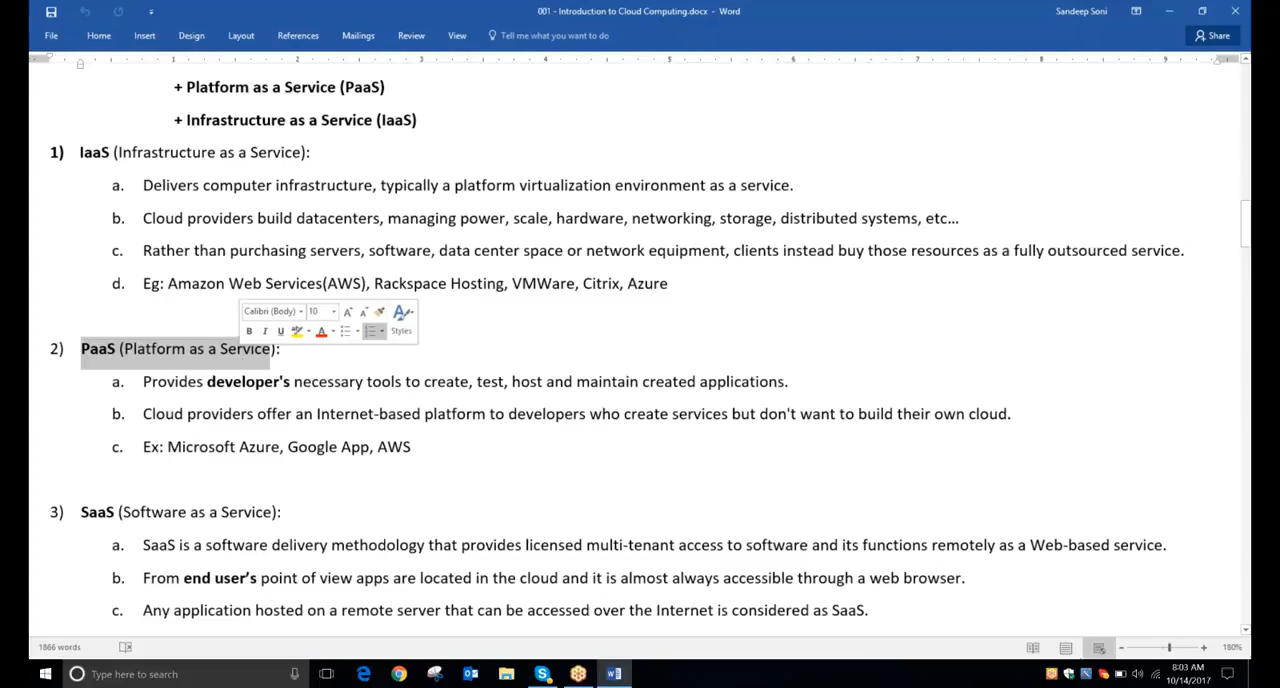 001 - Introduction to Cloud Computing.docx - Word
Sandeep Soni
File Home Insert Design Layout References Mailings Review View Tell me what you want to do Share
1 2 3 4 5 6 7 8 9
+ Platform as a Service (PaaS)
+ Infrastructure as a Service (IaaS)
1) IaaS (Infrastructure as a Service):
a. Delivers computer infrastructure, typically a platform virtualization environment as a service.
b. Cloud providers build datacenters, managing power, scale, hardware, networking, storage, distributed systems, etc...
c. Rather than purchasing servers, software, data center space or network equipment, clients instead buy those resources as a fully outsourced service.
d. Eg: Amazon Web Services(AWS), Rackspace Hosting, VMWare, Citrix, Azure
Calibri (Body) 10
B I U ab A Styles
2) PaaS (Platform as a Service):
a. Provides developer's necessary tools to create, test, host and maintain created applications.
b. Cloud providers offer an Internet-based platform to developers who create services but don't want to build their own cloud.
c. Ex: Microsoft Azure, Google App, AWS
3) SaaS (Software as a Service):
a. SaaS is a software delivery methodology that provides licensed multi-tenant access to software and its functions remotely as a Web-based service.
b. From end user’s point of view apps are located in the cloud and it is almost always accessible through a web browser.
c. Any application hosted on a remote server that can be accessed over the Internet is considered as SaaS.
1866 words
180%
Type here to search
8:03 AM
10/14/2017